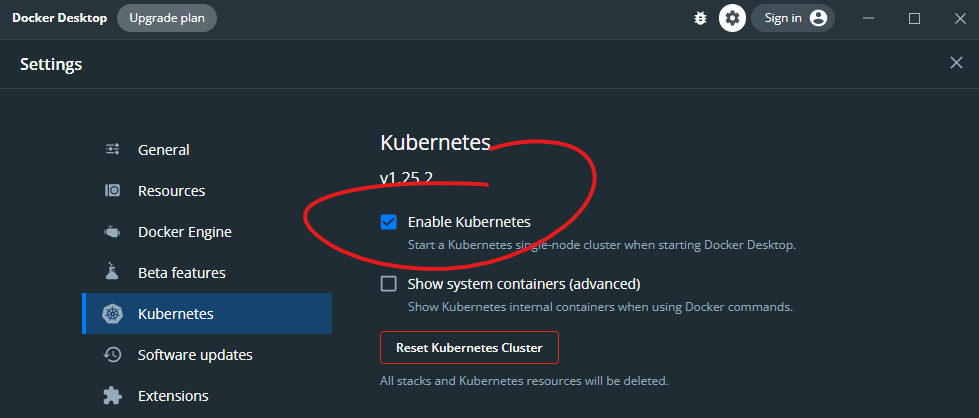 Docker Desktop Upgrade plan Sign in
Settings
General
Resources
Docker Engine
Beta features
Kubernetes
Software updates
Extensions
Kubernetes
v1.25.2
Enable Kubernetes
Start a Kubernetes single-node cluster when starting Docker Desktop.
Show system containers (advanced)
Show Kubernetes internal containers when using Docker commands.
Reset Kubernetes Cluster
All stacks and Kubernetes resources will be deleted.